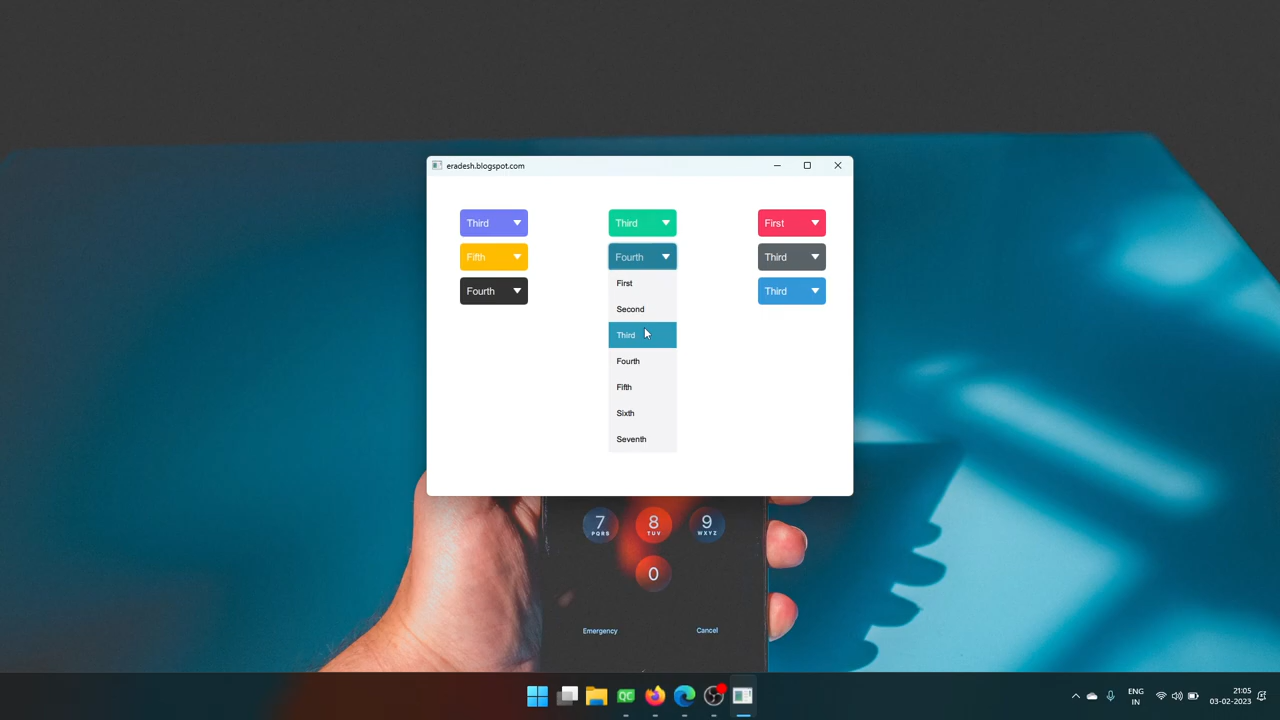 eradesh.blogspot.com
Third
Third
First
Fifth
Fourth
Third
Fourth
Third
First
Second
Third
Fourth
Fifth
Sixth
Seventh
7 8 9
PQRS TUV WXYZ
0
Emergency Cancel
QC
ENG
IN
21:05
03-02-2023